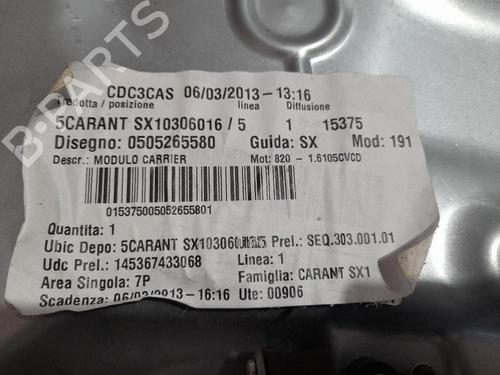 CDC3CAS 06/03/2013-13:16
Tradotta / posizione linea Diffusione
5CARANT SX10306016 / 5 1 15375
Disegno: 0505265580 Guida: SX Mod: 191
Descr.: MODULO CARRIER Mot: 820 - 1.6105CVCD
015375005052655801
Quantita: 1
Ubic Depo: 5CARANT Prel.: SEQ.303.001.01
Udc Prel.: 145367433068 Linea: 1
Area Singola: 7P Famiglia: CARANT SX1
Scadenza: 06/03/2013-16:16 Ute: 00906
B-Parts